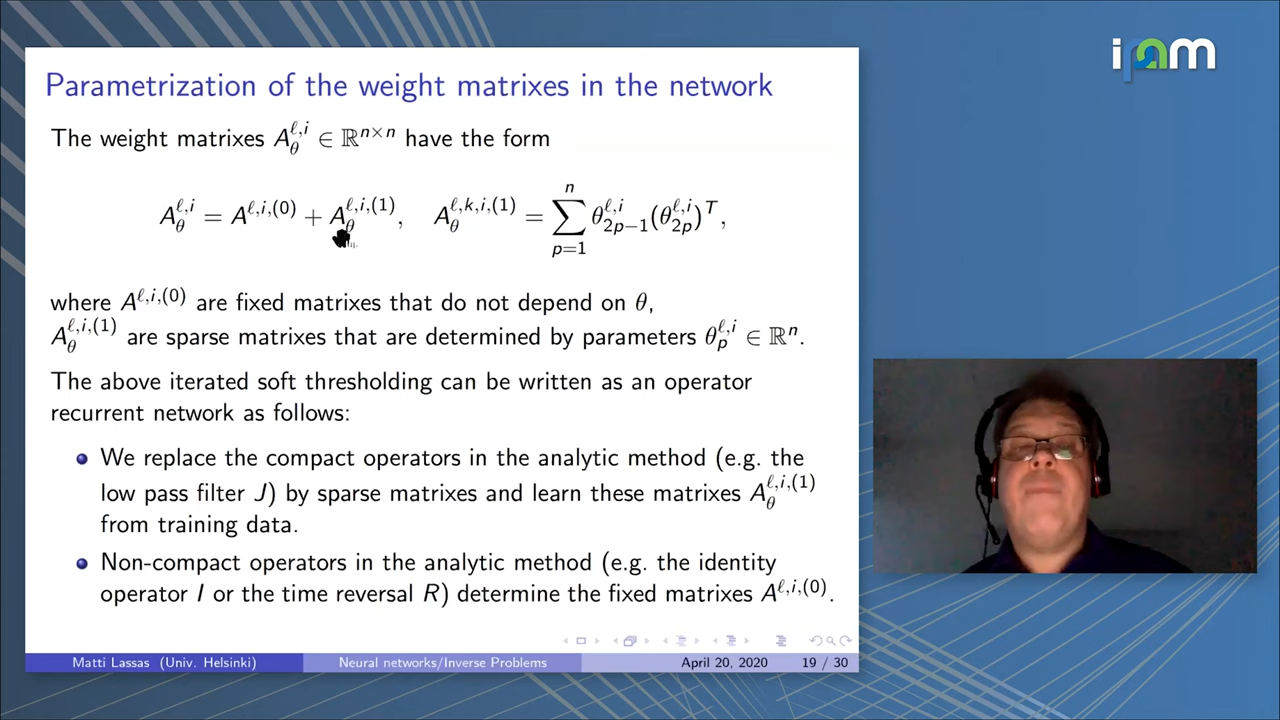 ipam
Parametrization of the weight matrixes in the network
The weight matrixes A_θ^{ℓ,i} ∈ ℝ^{n×n} have the form
A_θ^{ℓ,i} = A^{ℓ,i,(0)} + A_θ^{ℓ,i,(1)}, A_θ^{ℓ,k,i,(1)} = ∑_{p=1}^{n} θ_{2p−1}^{ℓ,i}(θ_{2p}^{ℓ,i})^T,
where A^{ℓ,i,(0)} are fixed matrixes that do not depend on θ,
A_θ^{ℓ,i,(1)} are sparse matrixes that are determined by parameters θ_p^{ℓ,i} ∈ ℝ^n.
The above iterated soft thresholding can be written as an operator
recurrent network as follows:
We replace the compact operators in the analytic method (e.g. the
low pass filter J) by sparse matrixes and learn these matrixes A_θ^{ℓ,i,(1)}
from training data.
Non-compact operators in the analytic method (e.g. the identity
operator I or the time reversal R) determine the fixed matrixes A^{ℓ,i,(0)}.
Matti Lassas (Univ. Helsinki) Neural networks/Inverse Problems April 20, 2020 19 / 30